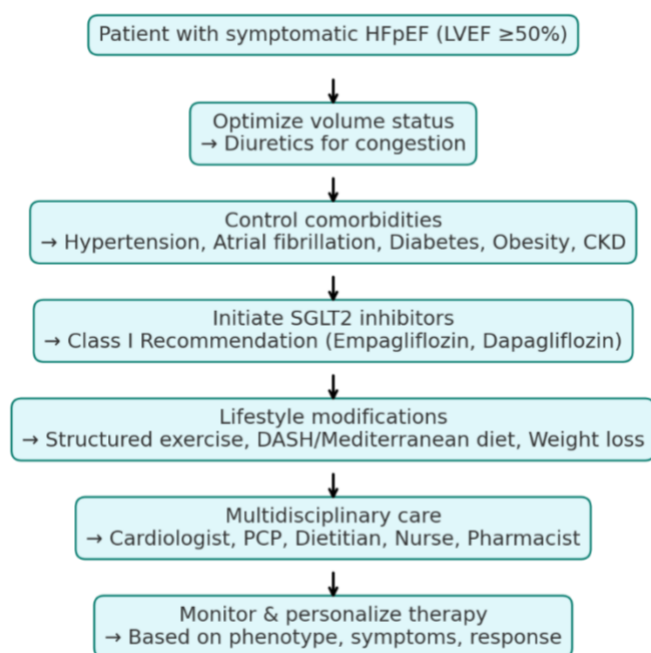 Patient with symptomatic HFpEF (LVEF ≥50%)
Optimize volume status
→ Diuretics for congestion
Control comorbidities
→ Hypertension, Atrial fibrillation, Diabetes, Obesity, CKD
Initiate SGLT2 inhibitors
→ Class I Recommendation (Empagliflozin, Dapagliflozin)
Lifestyle modifications
→ Structured exercise, DASH/Mediterranean diet, Weight loss
Multidisciplinary care
→ Cardiologist, PCP, Dietitian, Nurse, Pharmacist
Monitor & personalize therapy
→ Based on phenotype, symptoms, response